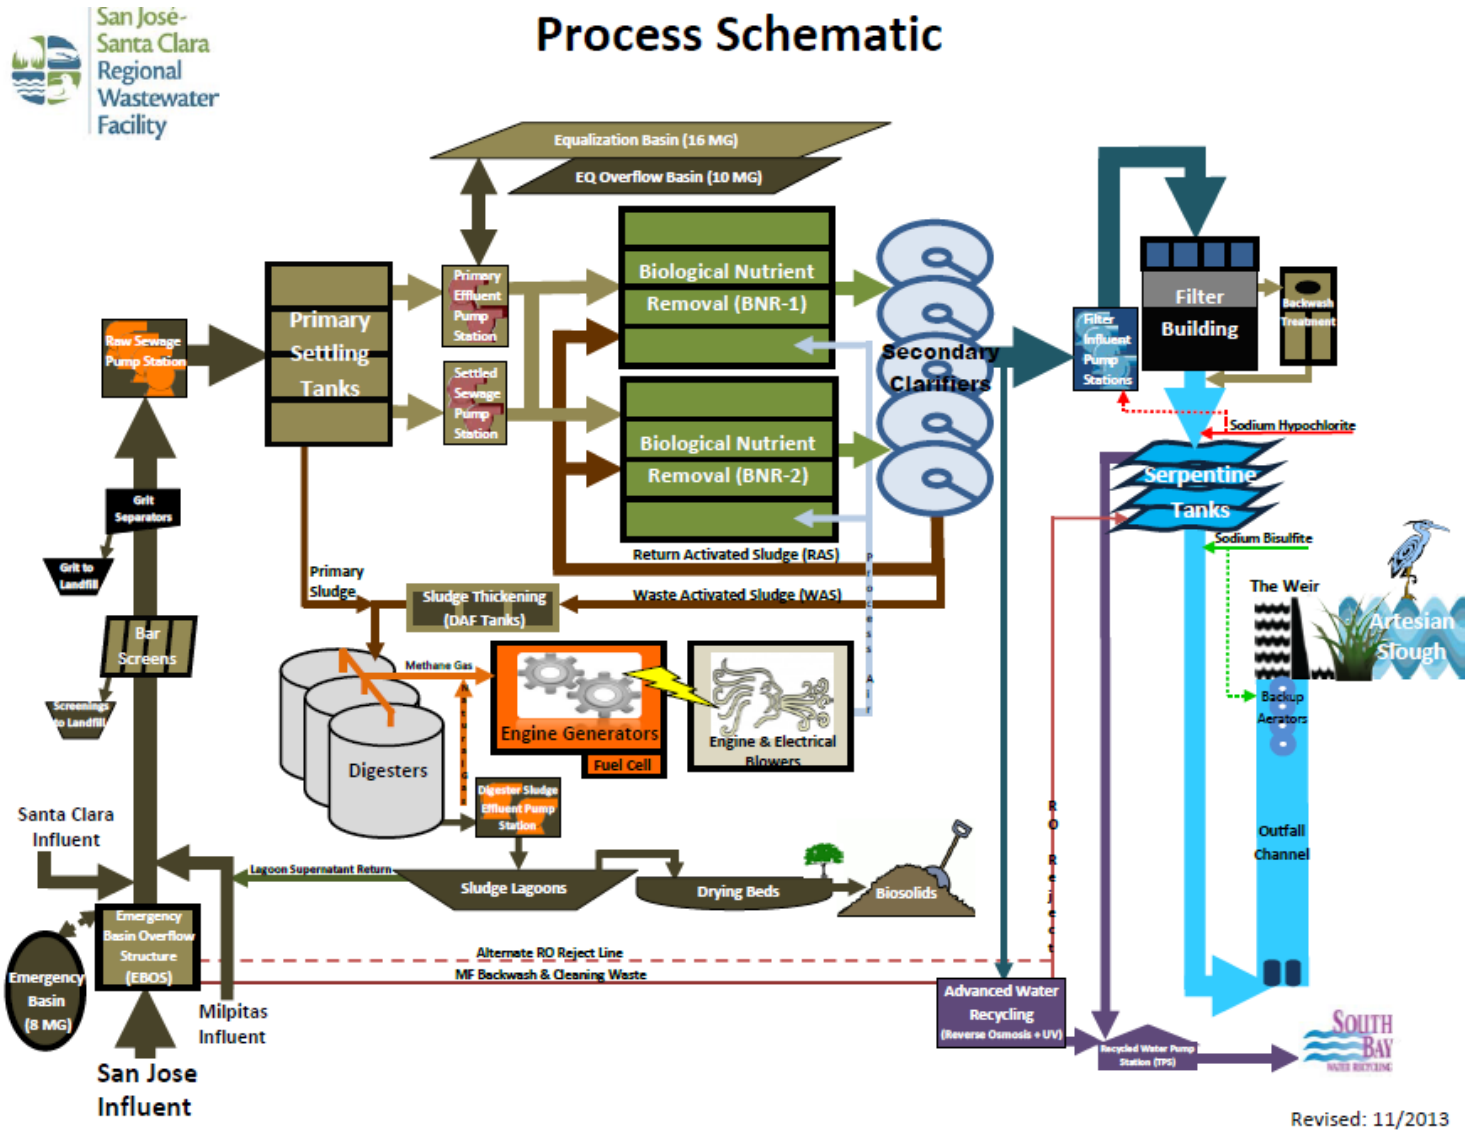 San José-
Santa Clara
Regional
Wastewater
Facility
Process Schematic
Equalization Basin (16 MG)
EQ Overflow Basin (10 MG)
Primary
Effluent
Pump
Station
Biological Nutrient
Removal (BNR-1)
Filter
Building
Backwash
Treatment
Raw Sewage
Pump Station
Primary
Settling
Tanks
Secondary
Clarifiers
Filter
Influent
Pump
Stations
Settled
Sewage
Pump
Station
Biological Nutrient
Removal (BNR-2)
Sodium Hypochlorite
Serpentine
Tanks
Grit
Separators
Grit to
Landfill
Sodium Bisulfite
Return Activated Sludge (RAS)
Primary
Sludge
Sludge Thickening
(DAF Tanks)
Waste Activated Sludge (WAS)
Process Air
The Weir
Artesian
Slough
Bar
Screens
Screenings
to Landfill
Methane Gas
Natural Gas
Engine Generators
Fuel Cell
Engine & Electrical
Blowers
Backup
Aerators
Digesters
Digester Sludge
Effluent Pump
Station
Santa Clara
Influent
Outfall
Channel
RO Reject
Lagoon Supernatant Return
Sludge Lagoons
Drying Beds
Biosolids
Emergency
Basin Overflow
Structure
(EBOS)
Emergency
Basin
(8 MG)
Alternate RO Reject Line
MF Backwash & Cleaning Waste
Milpitas
Influent
Advanced Water
Recycling
(Reverse Osmosis + UV)
Recycled Water Pump
Station (TPS)
SOUTH
BAY
WATER RECYCLING
San Jose
Influent
Revised: 11/2013